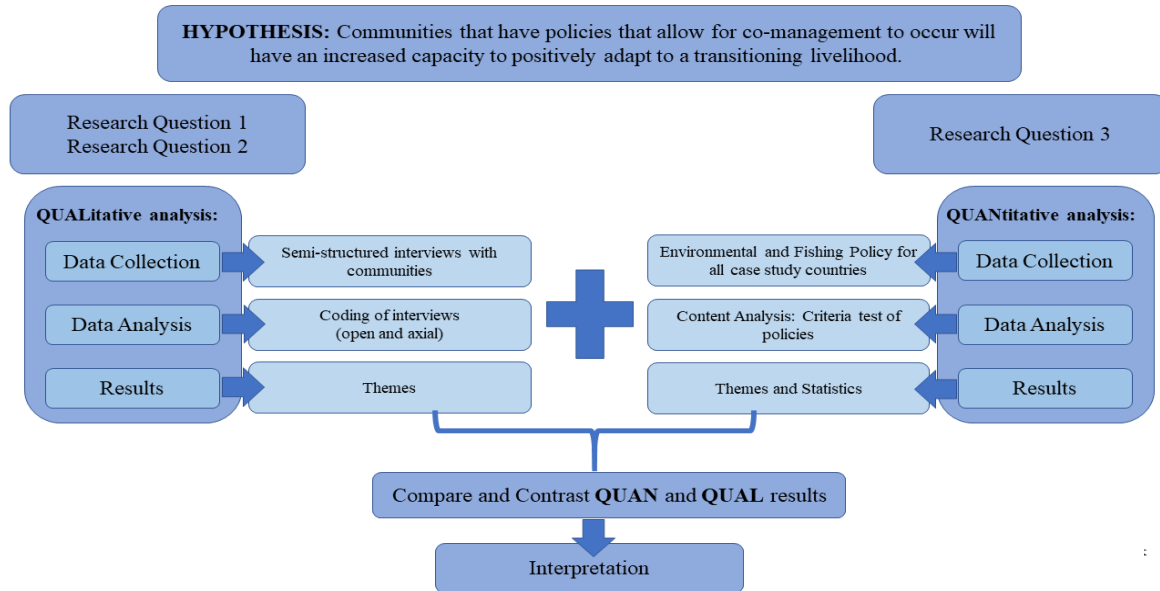 HYPOTHESIS: Communities that have policies that allow for co-management to occur will
have an increased capacity to positively adapt to a transitioning livelihood.
Research Question 1
Research Question 2
Research Question 3
QUALitative analysis:
Data Collection
Semi-structured interviews with
communities
Data Analysis
Coding of interviews
(open and axial)
Results
Themes
QUANtitative analysis:
Environmental and Fishing Policy for
all case study countries
Data Collection
Content Analysis: Criteria test of
policies
Data Analysis
Themes and Statistics
Results
Compare and Contrast QUAN and QUAL results
Interpretation
: